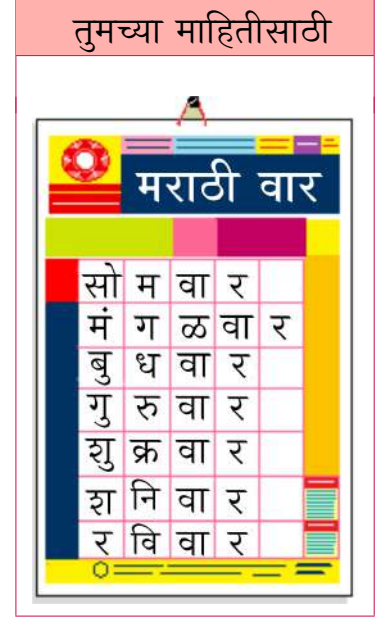 तुमच्या माहितीसाठी
मराठी वार
सो म वा र
मं ग ळ वा र
बु ध वा र
गु रु वा र
शु क्र वा र
श नि वा र
र वि वा र